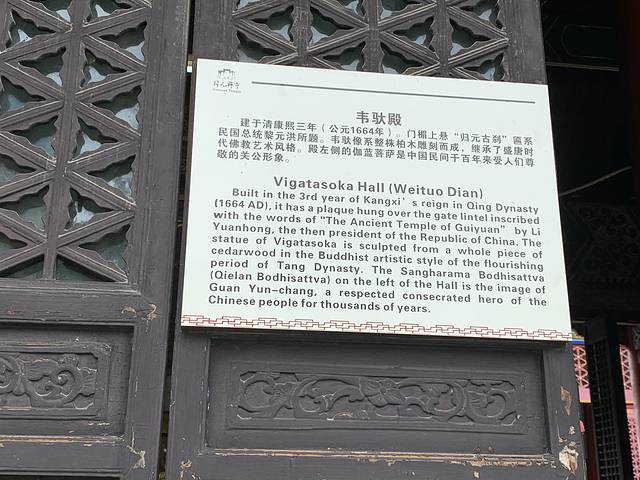 归元禅寺
Guiyuan Temple
韦驮殿
建于清康熙三年（公元1664年）。门楣上悬“归元古刹”匾系
民国总统黎元洪所题。韦驮像系整株柏木雕刻而成，继承了盛唐时
代佛教艺术风格。殿左侧的伽蓝菩萨是中国民间千百年来受人们尊
敬的关公形象。
Vigatasoka Hall (Weituo Dian)
Built in the 3rd year of Kangxi’s reign in Qing Dynasty
(1664 AD), it has a plaque hung over the gate lintel inscribed
with the words of “The Ancient Temple of Guiyuan” by Li
Yuanhong, the then president of the Republic of China. The
statue of Vigatasoka is sculpted from a whole piece of
cedarwood in the Buddhist artistic style of the flourishing
period of Tang Dynasty. The Sangharama Bodhisattva
(Qielan Bodhisattva) on the left of the Hall is the image of
Guan Yun-chang, a respected consecrated hero of the
Chinese people for thousands of years.